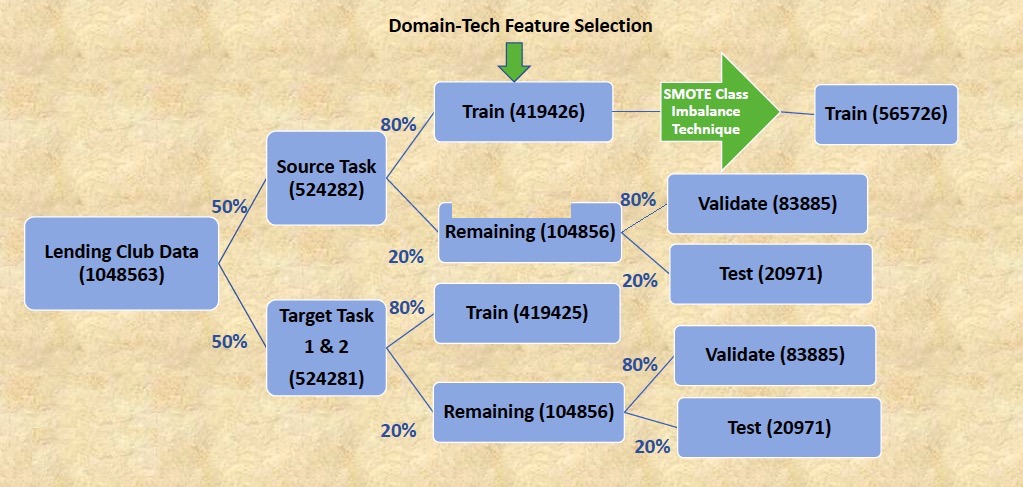 Domain-Tech Feature Selection
80%
Train (419426)
SMOTE Class
Imbalance
Technique
Train (565726)
Source Task
(524282)
50%
80%
Validate (83885)
Remaining (104856)
20%
20%
Test (20971)
Lending Club Data
(1048563)
50%
Target Task
1 & 2
(524281)
80%
Train (419425)
20%
Remaining (104856)
80%
Validate (83885)
20%
Test (20971)